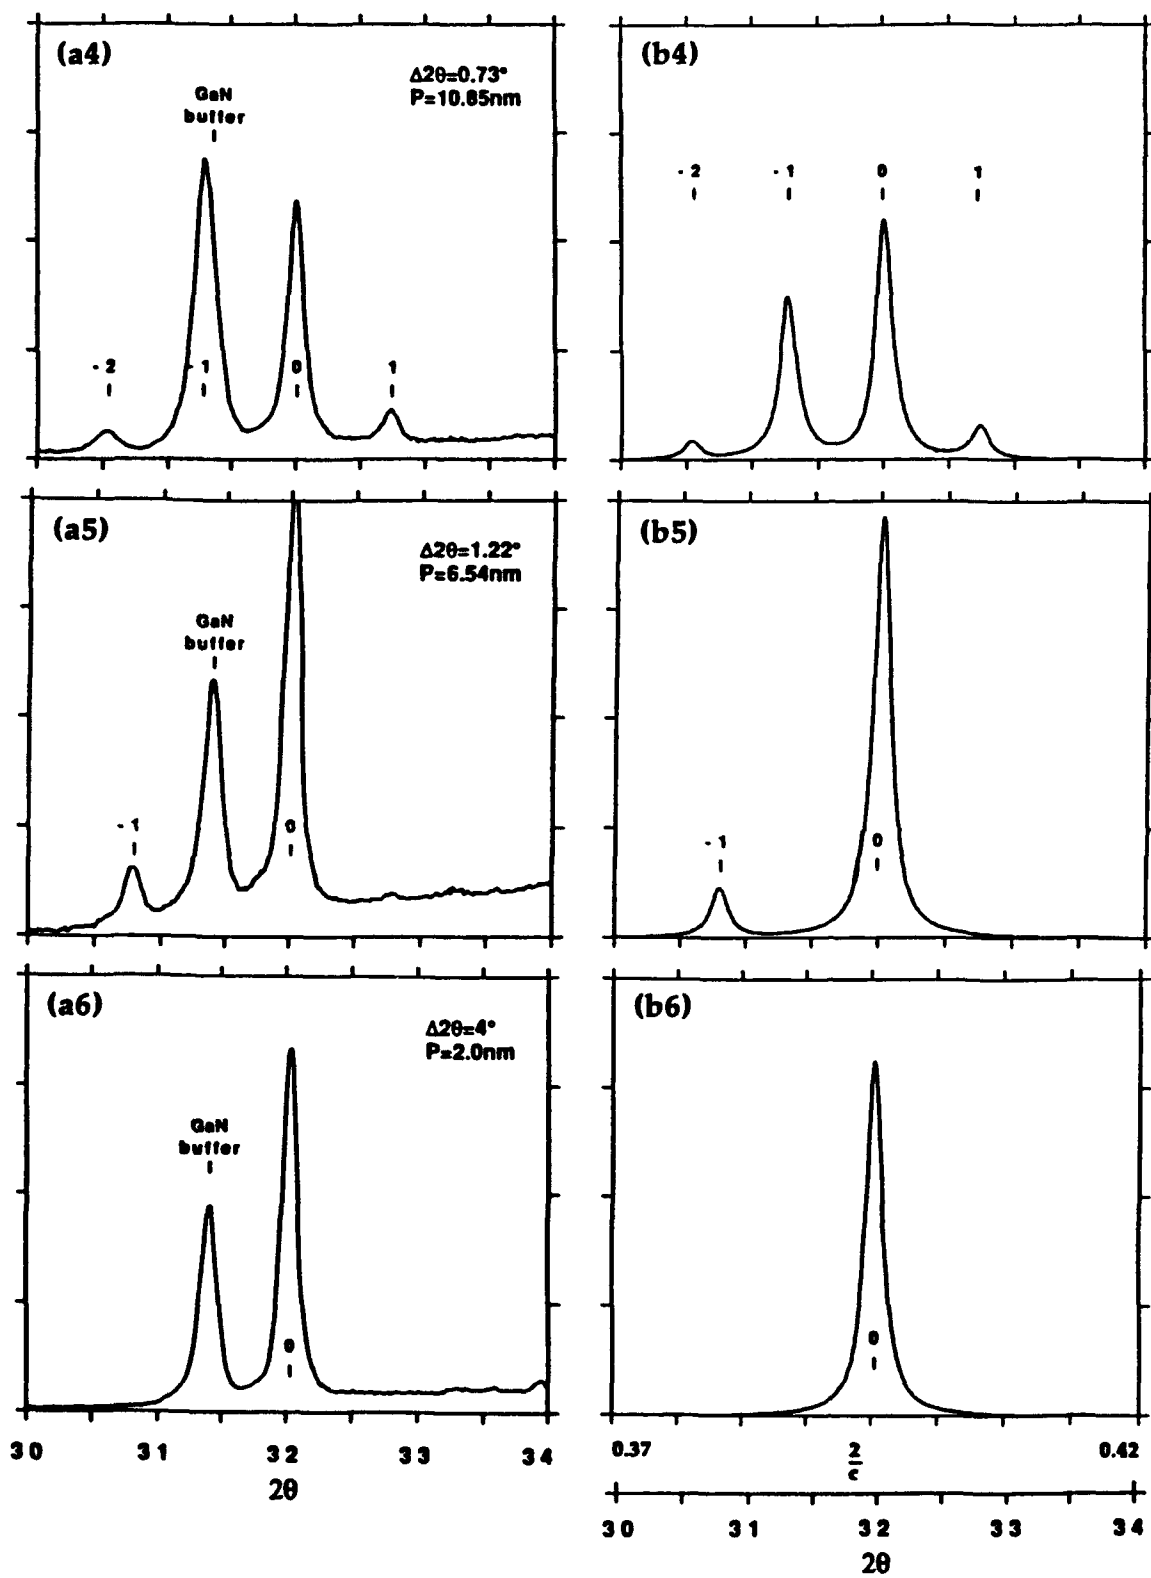 (a4)
Δ2θ=0.73°
P=10.85nm
GaN
buffer
-2
-1
0
1
(b4)
-2
-1
0
1
(a5)
Δ2θ=1.22°
P=6.54nm
GaN
buffer
-1
0
(b5)
-1
0
(a6)
Δ2θ=4°
P=2.0nm
GaN
buffer
0
30 31 32 33 34
2θ
(b6)
0
0.37 2/c 0.42
30 31 32 33 34
2θ